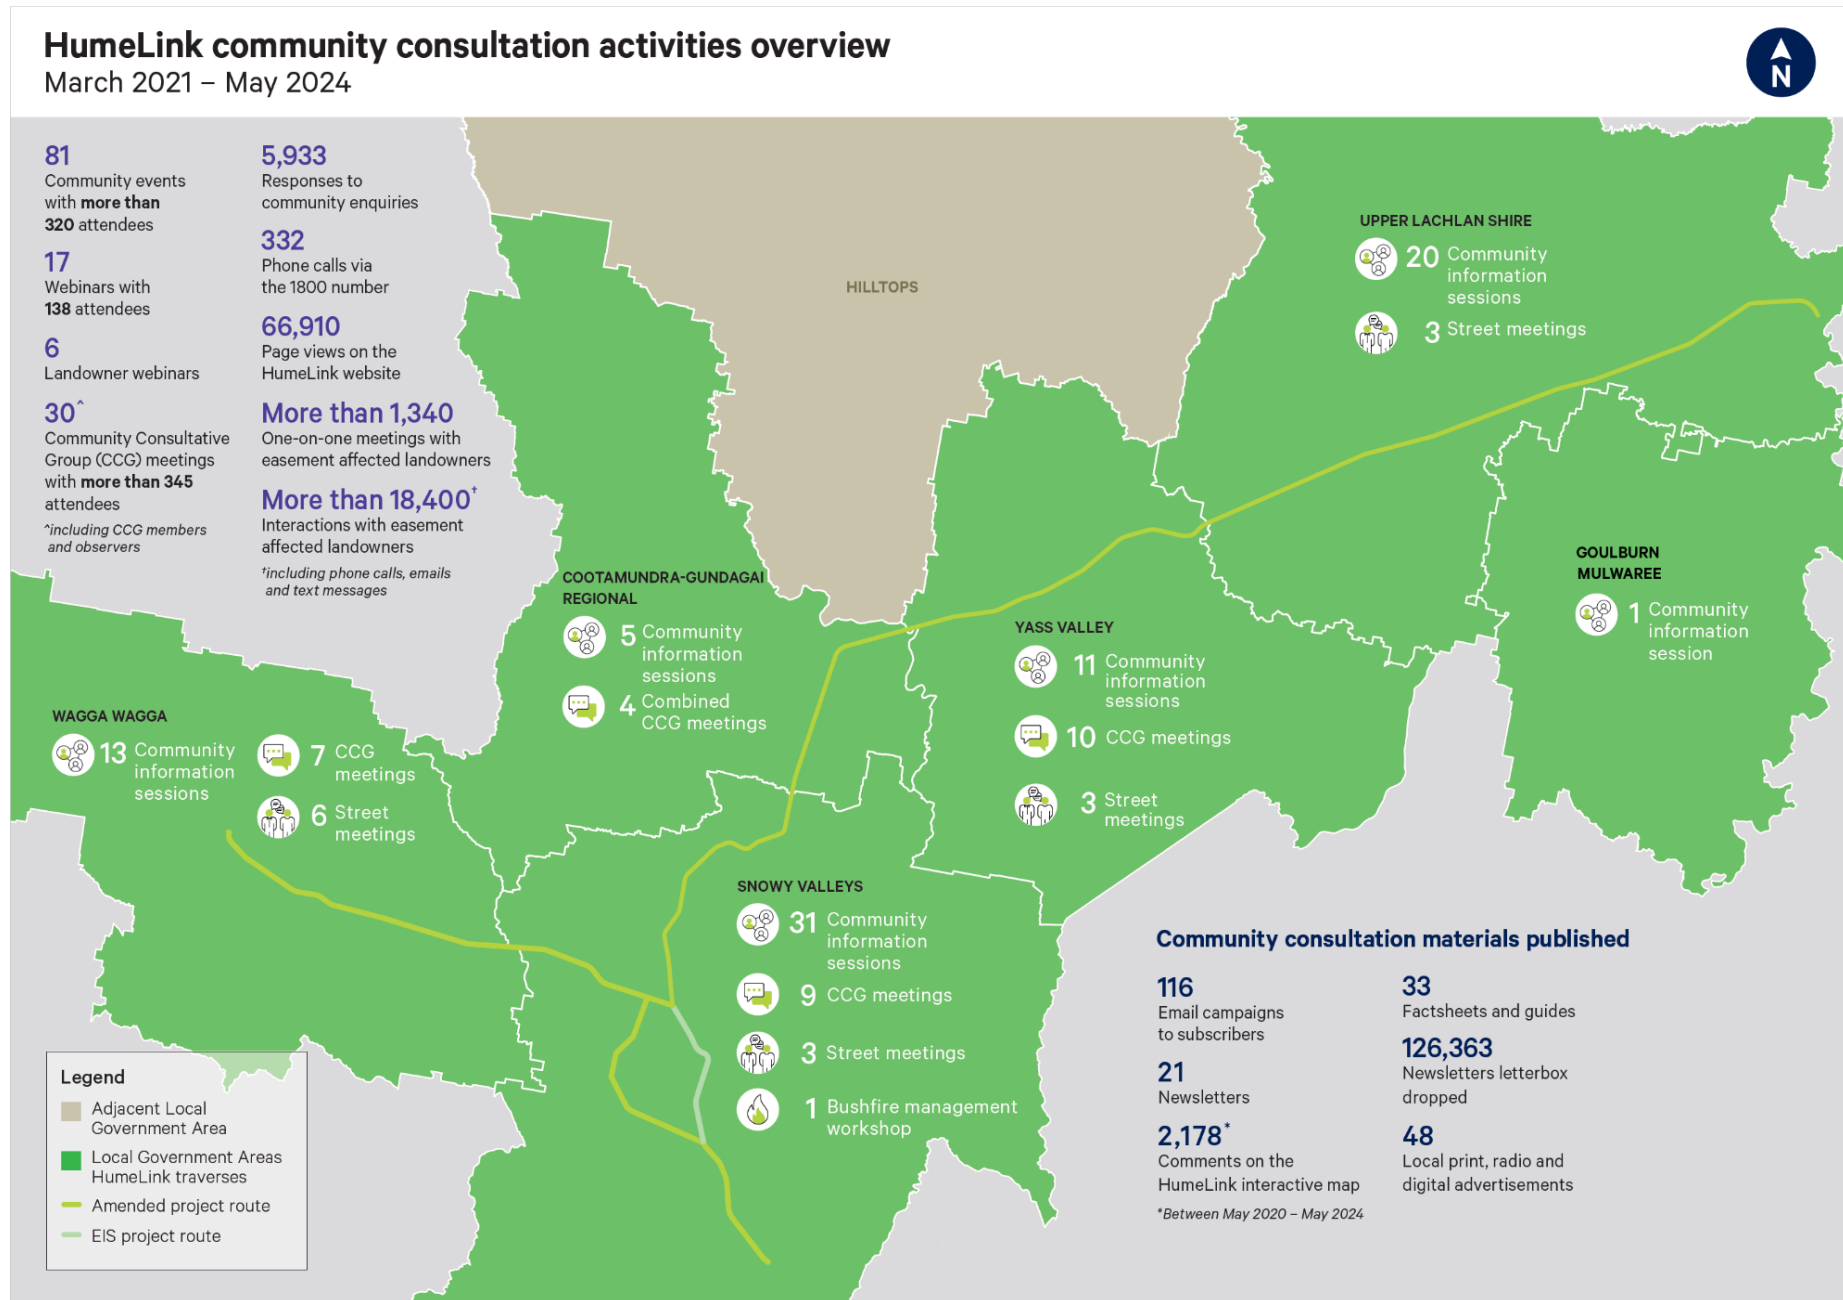 HumeLink community consultation activities overview
March 2021 – May 2024
N
81
Community events
with more than
320 attendees
17
Webinars with
138 attendees
6
Landowner webinars
30^
Community Consultative
Group (CCG) meetings
with more than 345
attendees
^including CCG members
and observers
5,933
Responses to
community enquiries
332
Phone calls via
the 1800 number
66,910
Page views on the
HumeLink website
More than 1,340
One-on-one meetings with
easement affected landowners
More than 18,400†
Interactions with easement
affected landowners
†including phone calls, emails
and text messages
HILLTOPS
UPPER LACHLAN SHIRE
20 Community
information
sessions
3 Street meetings
GOULBURN
MULWAREE
1 Community
information
session
COOTAMUNDRA-GUNDAGAI
REGIONAL
5 Community
information
sessions
4 Combined
CCG meetings
YASS VALLEY
11 Community
information
sessions
10 CCG meetings
3 Street
meetings
WAGGA WAGGA
13 Community
information
sessions
7 CCG
meetings
6 Street
meetings
SNOWY VALLEYS
31 Community
information
sessions
9 CCG meetings
3 Street meetings
1 Bushfire management
workshop
Legend
Adjacent Local
Government Area
Local Government Areas
HumeLink traverses
Amended project route
EIS project route
Community consultation materials published
116
Email campaigns
to subscribers
21
Newsletters
2,178*
Comments on the
HumeLink interactive map
*Between May 2020 – May 2024
33
Factsheets and guides
126,363
Newsletters letterbox
dropped
48
Local print, radio and
digital advertisements